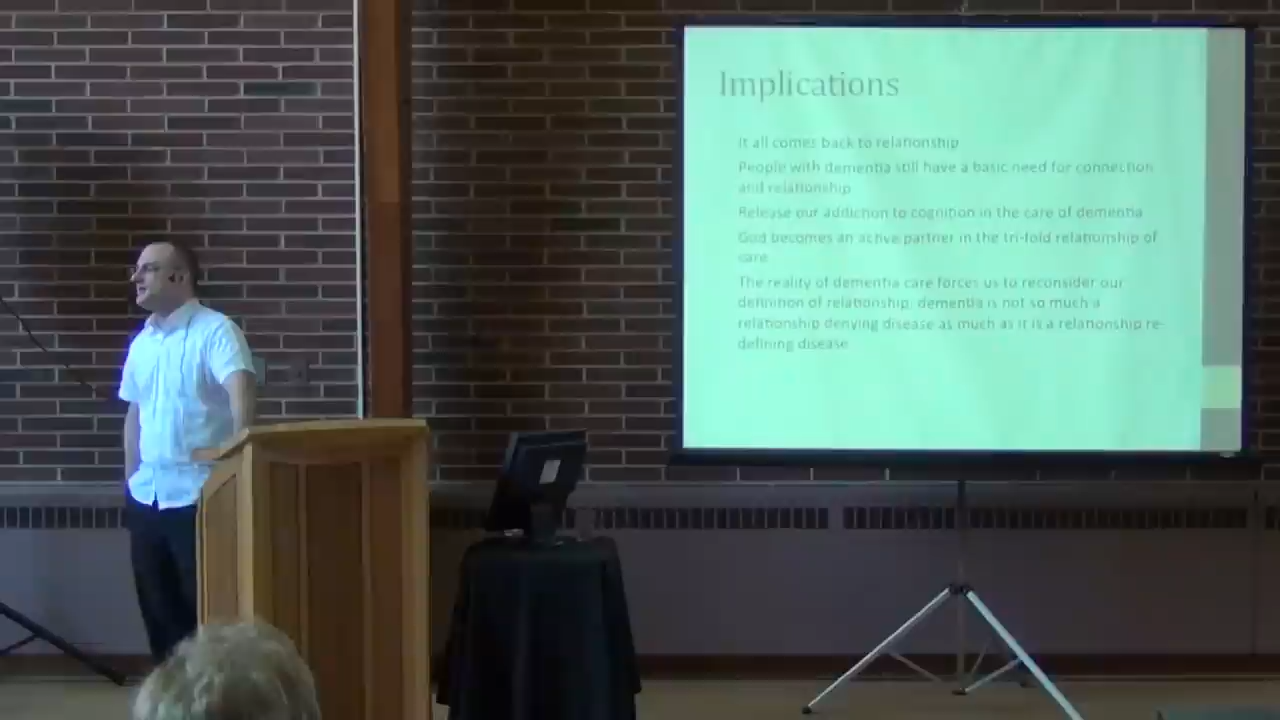 Implications
It all comes back to relationship
People with dementia still have a basic need for connection
and relationship
Release our addiction to cognition in the care of dementia
God becomes an active partner in the tri-fold relationship of
care
The reality of dementia care forces us to reconsider our
definition of relationship: dementia is not so much a
relationship denying disease as much as it is a relationship re-
defining disease